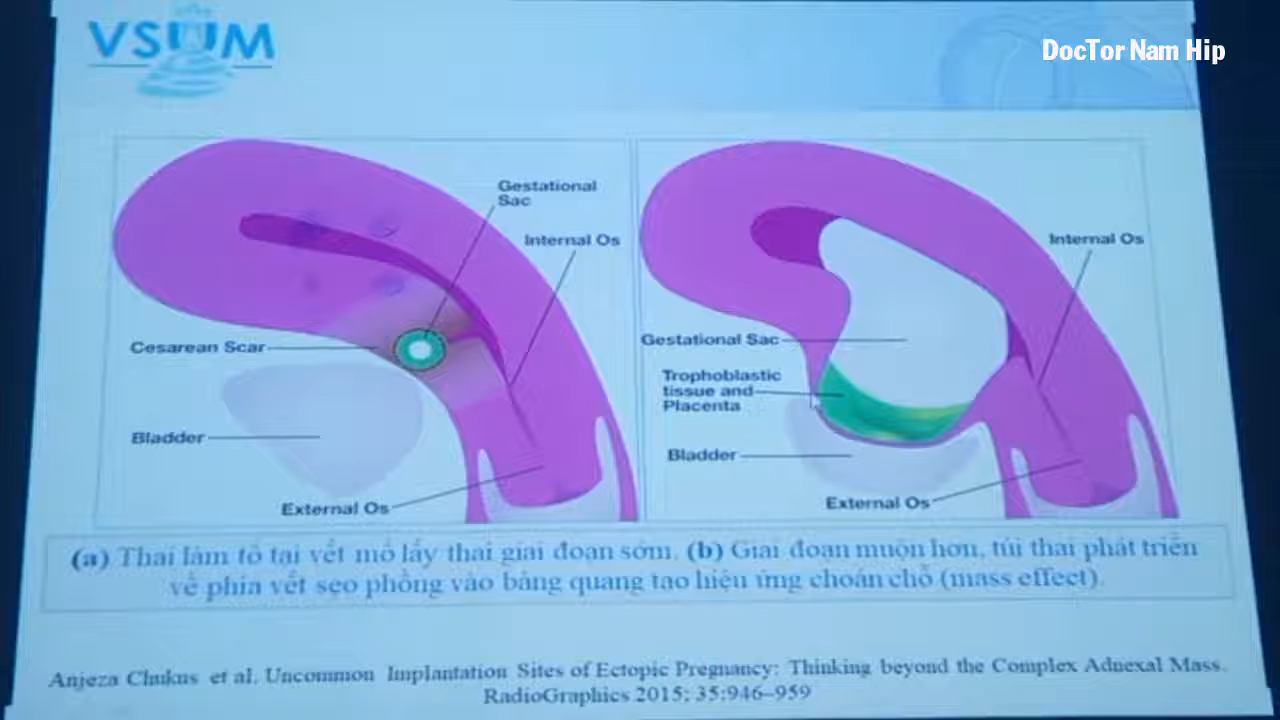 VSUM
DocTor Nam Hip
Gestational
Sac
Internal Os
Cesarean Scar
Bladder
External Os
Internal Os
Gestational Sac
Trophoblastic
tissue and
Placenta
Bladder
External Os
(a) Thai làm tổ tại vết mổ lấy thai giai đoạn sớm. (b) Giai đoạn muộn hơn, túi thai phát triển
về phía vết sẹo phồng vào bàng quang tạo hiệu ứng choán chỗ (mass effect).
Anjeza Chukus et al. Uncommon Implantation Sites of Ectopic Pregnancy: Thinking beyond the Complex Adnexal Mass.
RadioGraphics 2015; 35:946–959